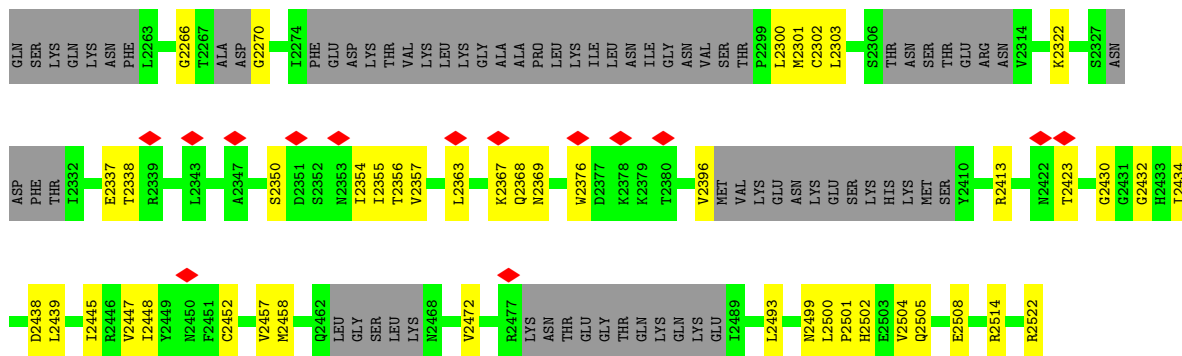 GLN SER LYS GLN LYS ASN PHE L2263 G2266 T2267 ALA ASP G2270 I2274 PHE GLU ASP LYS THR VAL LYS LEU LYS GLY ALA ALA PRO LEU LYS ILE LEU ASN ILE GLY ASN VAL SER THR P2299 L2300 M2301 C2302 L2303 S2306 THR ASN SER THR GLU ARG ASN V2314 K2322 S2327 ASN
ASP PHE THR I2332 E2337 T2338 R2339 L2343 A2347 S2350 D2351 S2352 N2353 I2354 I2355 T2356 V2357 L2363 K2367 Q2368 N2369 W2376 D2377 K2378 K2379 T2380 V2396 MET VAL LYS GLU ASN LYS GLU SER LYS HIS LYS MET SER Y2410 R2413 N2422 T2423 G2430 G2431 G2432 H2433 I2434
D2438 L2439 I2445 R2446 V2447 I2448 Y2449 N2450 F2451 C2452 V2457 M2458 Q2462 LEU GLY SER LEU LYS N2468 V2472 R2477 LYS ASN THR GLU GLY THR GLN LYS GLN LYS GLU I2489 L2493 N2499 L2500 P2501 H2502 E2503 V2504 Q2505 E2508 R2514 R2522